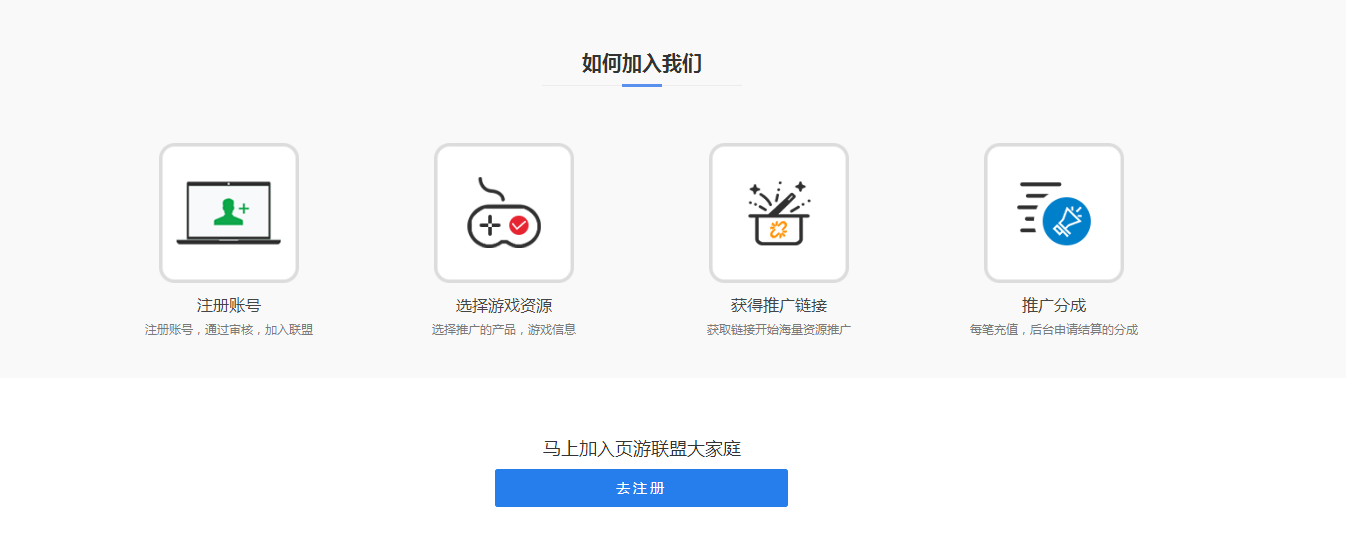 如何加入我们
注册账号
选择游戏资源
获得推广链接
推广分成
注册账号，通过审核，加入联盟
选择推广的产品，游戏信息
获取链接开始海量资源推广
每笔充值，后台申请结算的分成
马上加入页游联盟大家庭
去注册